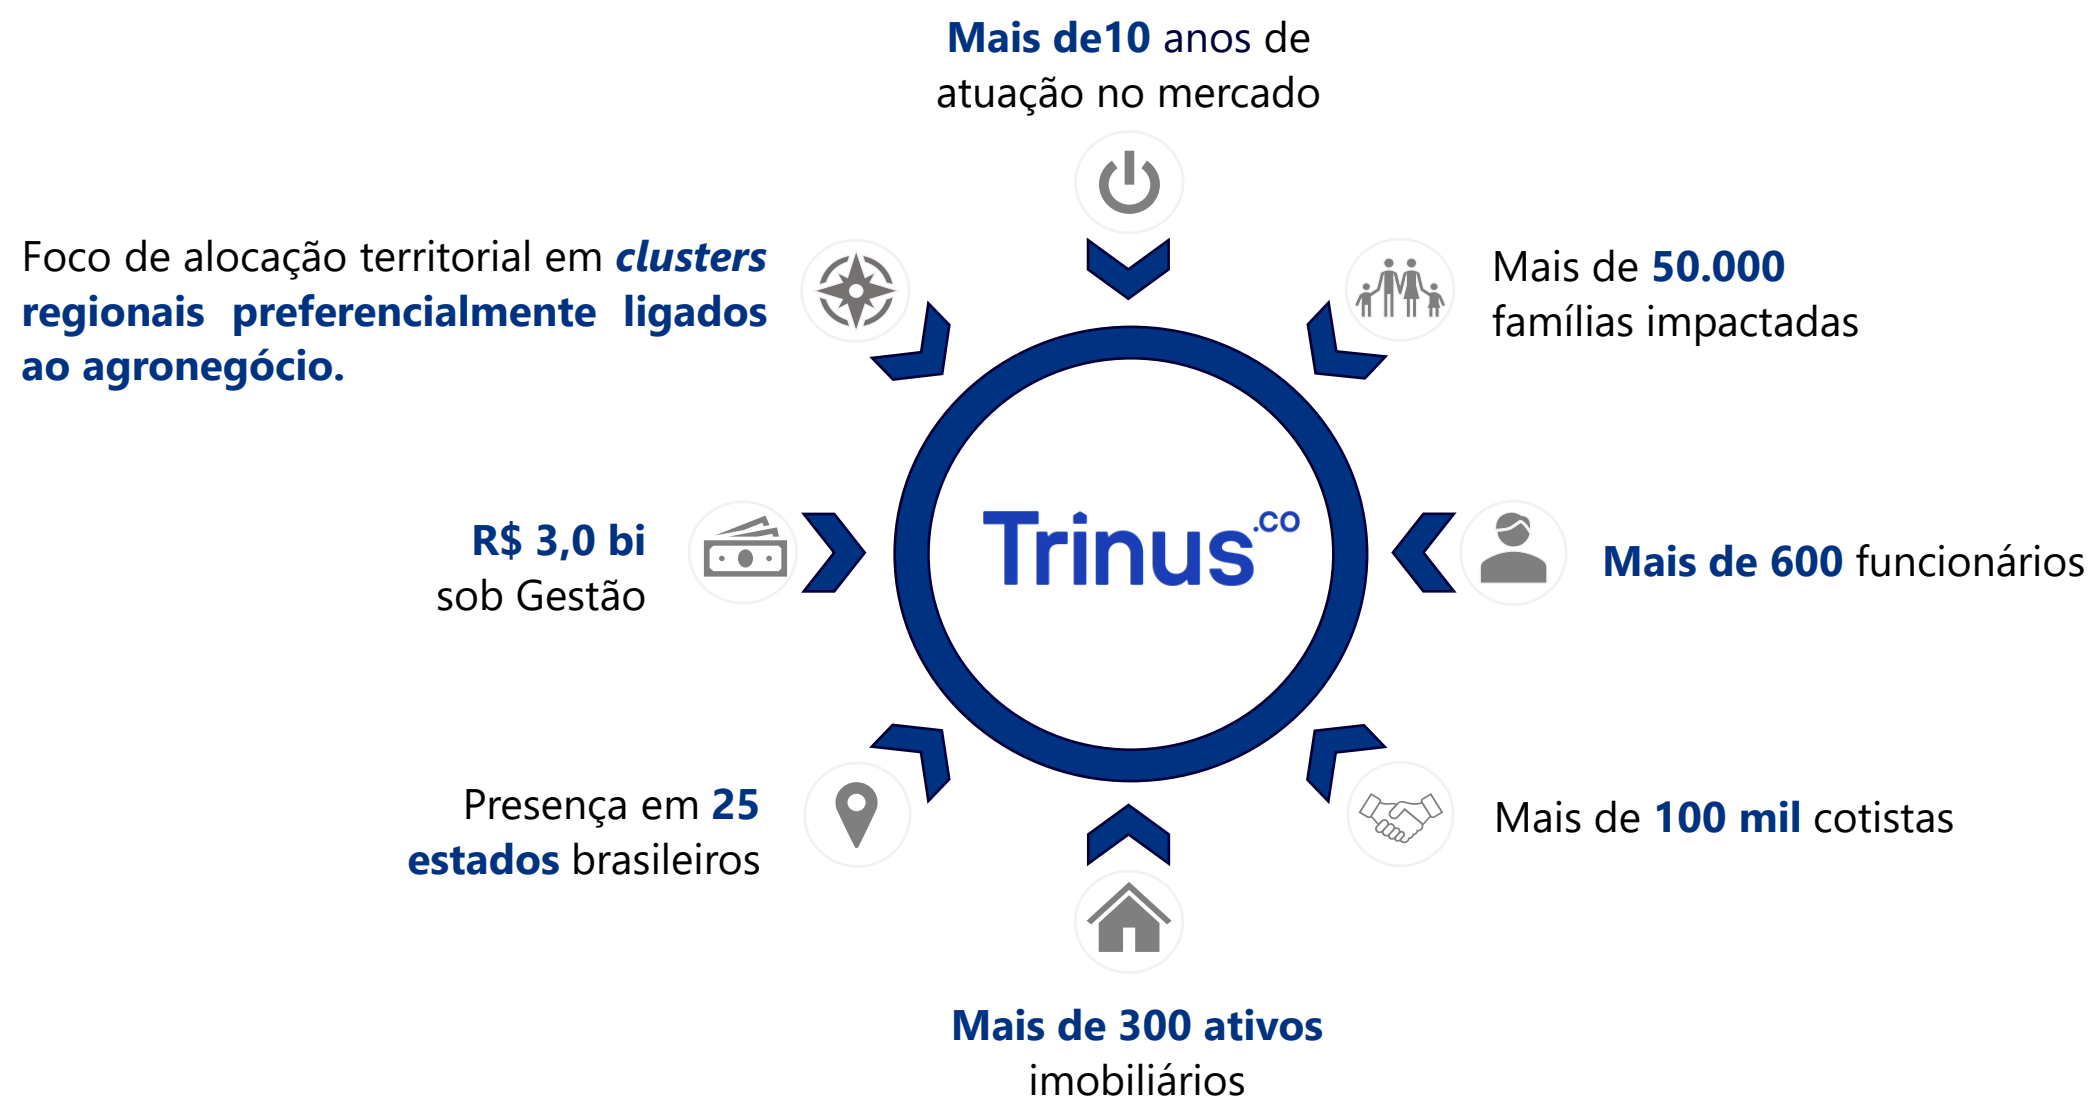 Mais de10 anos de
atuação no mercado
Foco de alocação territorial em clusters
regionais preferencialmente ligados
ao agronegócio.
Mais de 50.000
famílias impactadas
R$ 3,0 bi
sob Gestão
Trinus.co
Mais de 600 funcionários
Presença em 25
estados brasileiros
Mais de 100 mil cotistas
Mais de 300 ativos
imobiliários